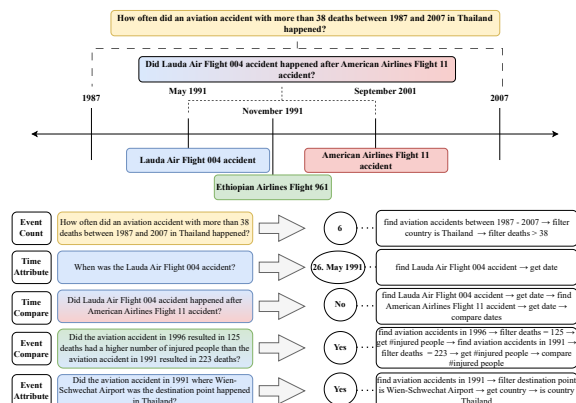 How often did an aviation accident with more than 38 deaths between 1987 and 2007 in Thailand
happened?
Did Lauda Air Flight 004 accident happened after American Airlines Flight 11
accident?
1987
May 1991
September 2001
2007
November 1991
Lauda Air Flight 004 accident
American Airlines Flight 11
accident
Ethiopian Airlines Flight 961
Event
Count
How often did an aviation accident with more than 38
deaths between 1987 and 2007 in Thailand happened?
6
find aviation accidents between 1987 - 2007 → filter
country is Thailand → filter deaths > 38
Time
Attribute
When was the Lauda Air Flight 004 accident?
26. May 1991
find Lauda Air Flight 004 accident → get date
Time
Compare
Did Lauda Air Flight 004 accident happened after
American Airlines Flight 11 accident?
No
find Lauda Air Flight 004 accident → get date → find
American Airlines Flight 11 accident → get date →
compare dates
Event
Compare
Did the aviation accident in 1996 resulted in 125
deaths had a higher number of injured people than the
aviation accident in 1991 resulted in 223 deaths?
Yes
find aviation accidents in 1996 → filter deaths = 125 →
get #injured people → find aviation accidents in 1991 →
filter deaths = 223 → get #injured people → compare
#injured people
Event
Attribute
Did the aviation accident in 1991 where Wien-
Schwechat Airport was the destination point happened
in Thailand?
Yes
find aviation accidents in 1991 → filter destination point
is Wien-Schwechat Airport → get country → is country
Thailand